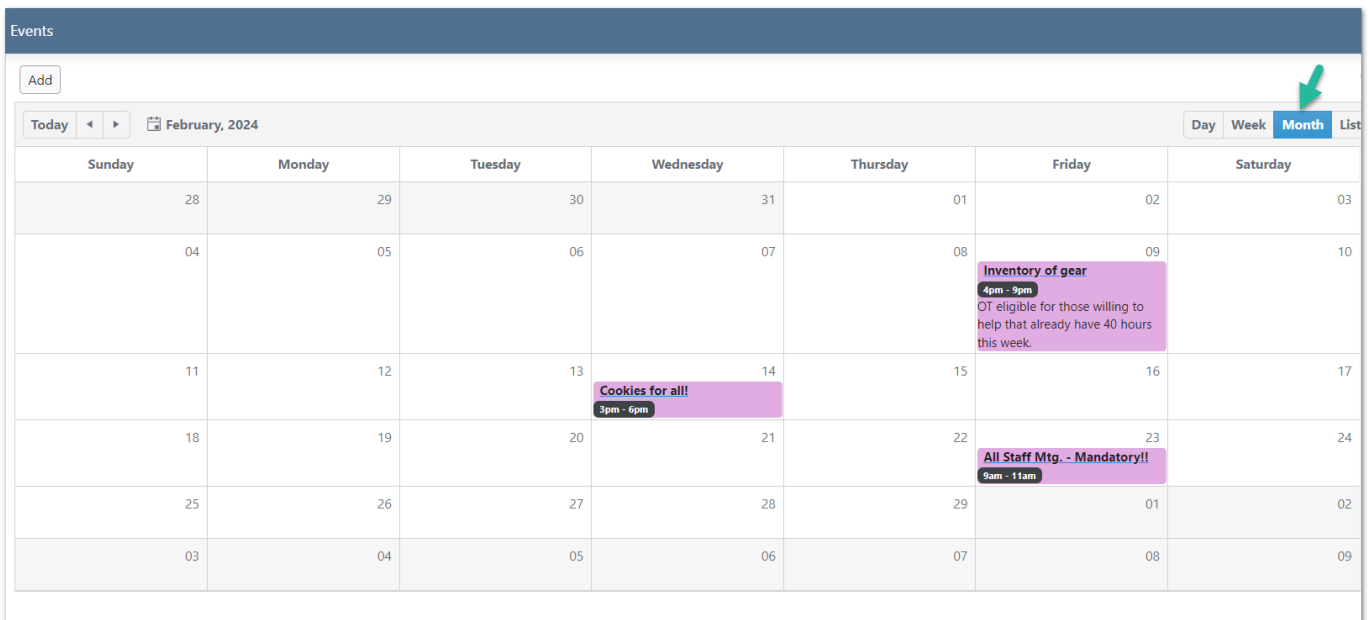 Events
Add
Today February, 2024 Day Week Month List
Sunday Monday Tuesday Wednesday Thursday Friday Saturday
28 29 30 31 01 02 03
04 05 06 07 08 09 10
Inventory of gear
4pm - 9pm
OT eligible for those willing to
help that already have 40 hours
this week.
11 12 13 14 15 16 17
Cookies for all!
3pm - 6pm
18 19 20 21 22 23 24
All Staff Mtg. - Mandatory!!
9am - 11am
25 26 27 28 29 01 02
03 04 05 06 07 08 09